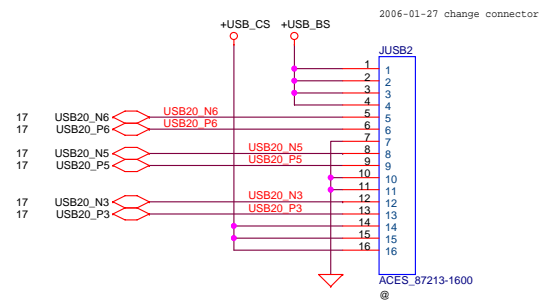 2006-01-27 change connector
+USB_CS +USB_BS
JUSB2
1 1
2 2
3 3
4 4
17 USB20_N6 USB20_N6 5 5
17 USB20_P6 USB20_P6 6 6
7 7
17 USB20_N5 USB20_N5 8 8
17 USB20_P5 USB20_P5 9 9
10 10
11 11
17 USB20_N3 USB20_N3 12 12
17 USB20_P3 USB20_P3 13 13
14 14
15 15
16 16
ACES_87213-1600
@